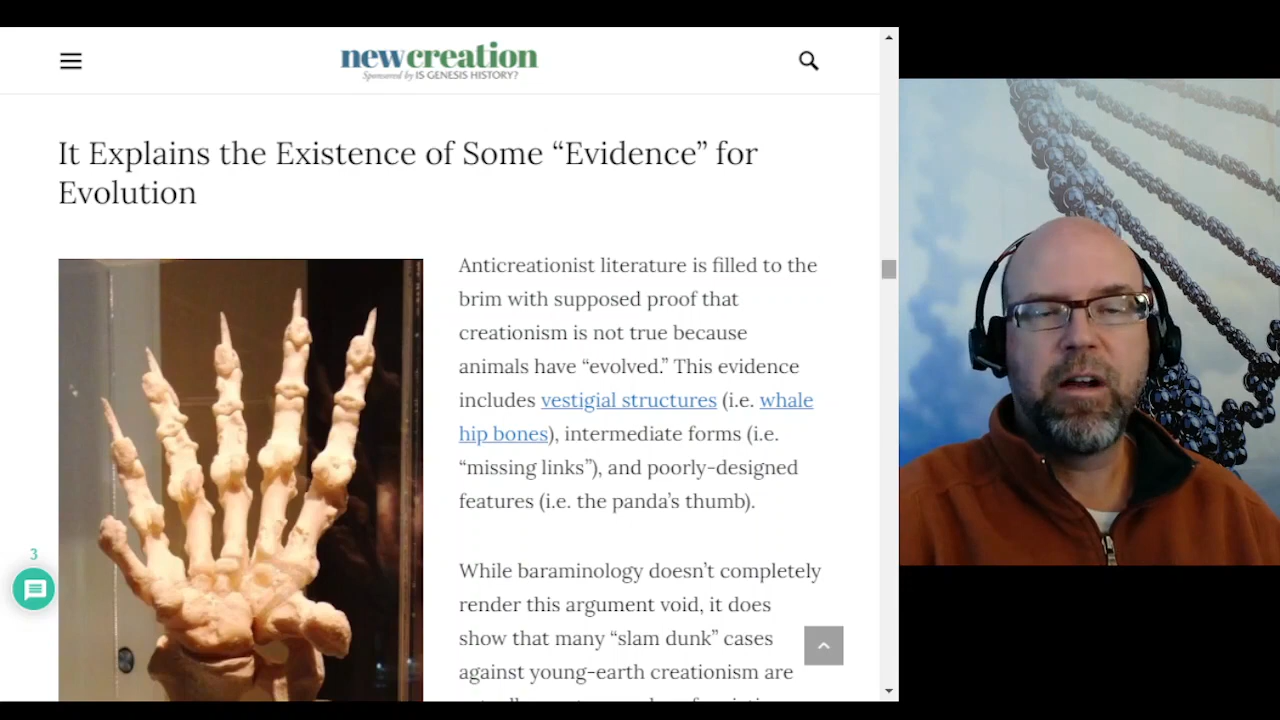 newcreation
Sponsored by IS GENESIS HISTORY?
It Explains the Existence of Some “Evidence” for
Evolution
Anticreationist literature is filled to the
brim with supposed proof that
creationism is not true because
animals have “evolved.” This evidence
includes vestigial structures (i.e. whale
hip bones), intermediate forms (i.e.
“missing links”), and poorly-designed
features (i.e. the panda’s thumb).
3
While baraminology doesn’t completely
render this argument void, it does
show that many “slam dunk” cases
against young-earth creationism are